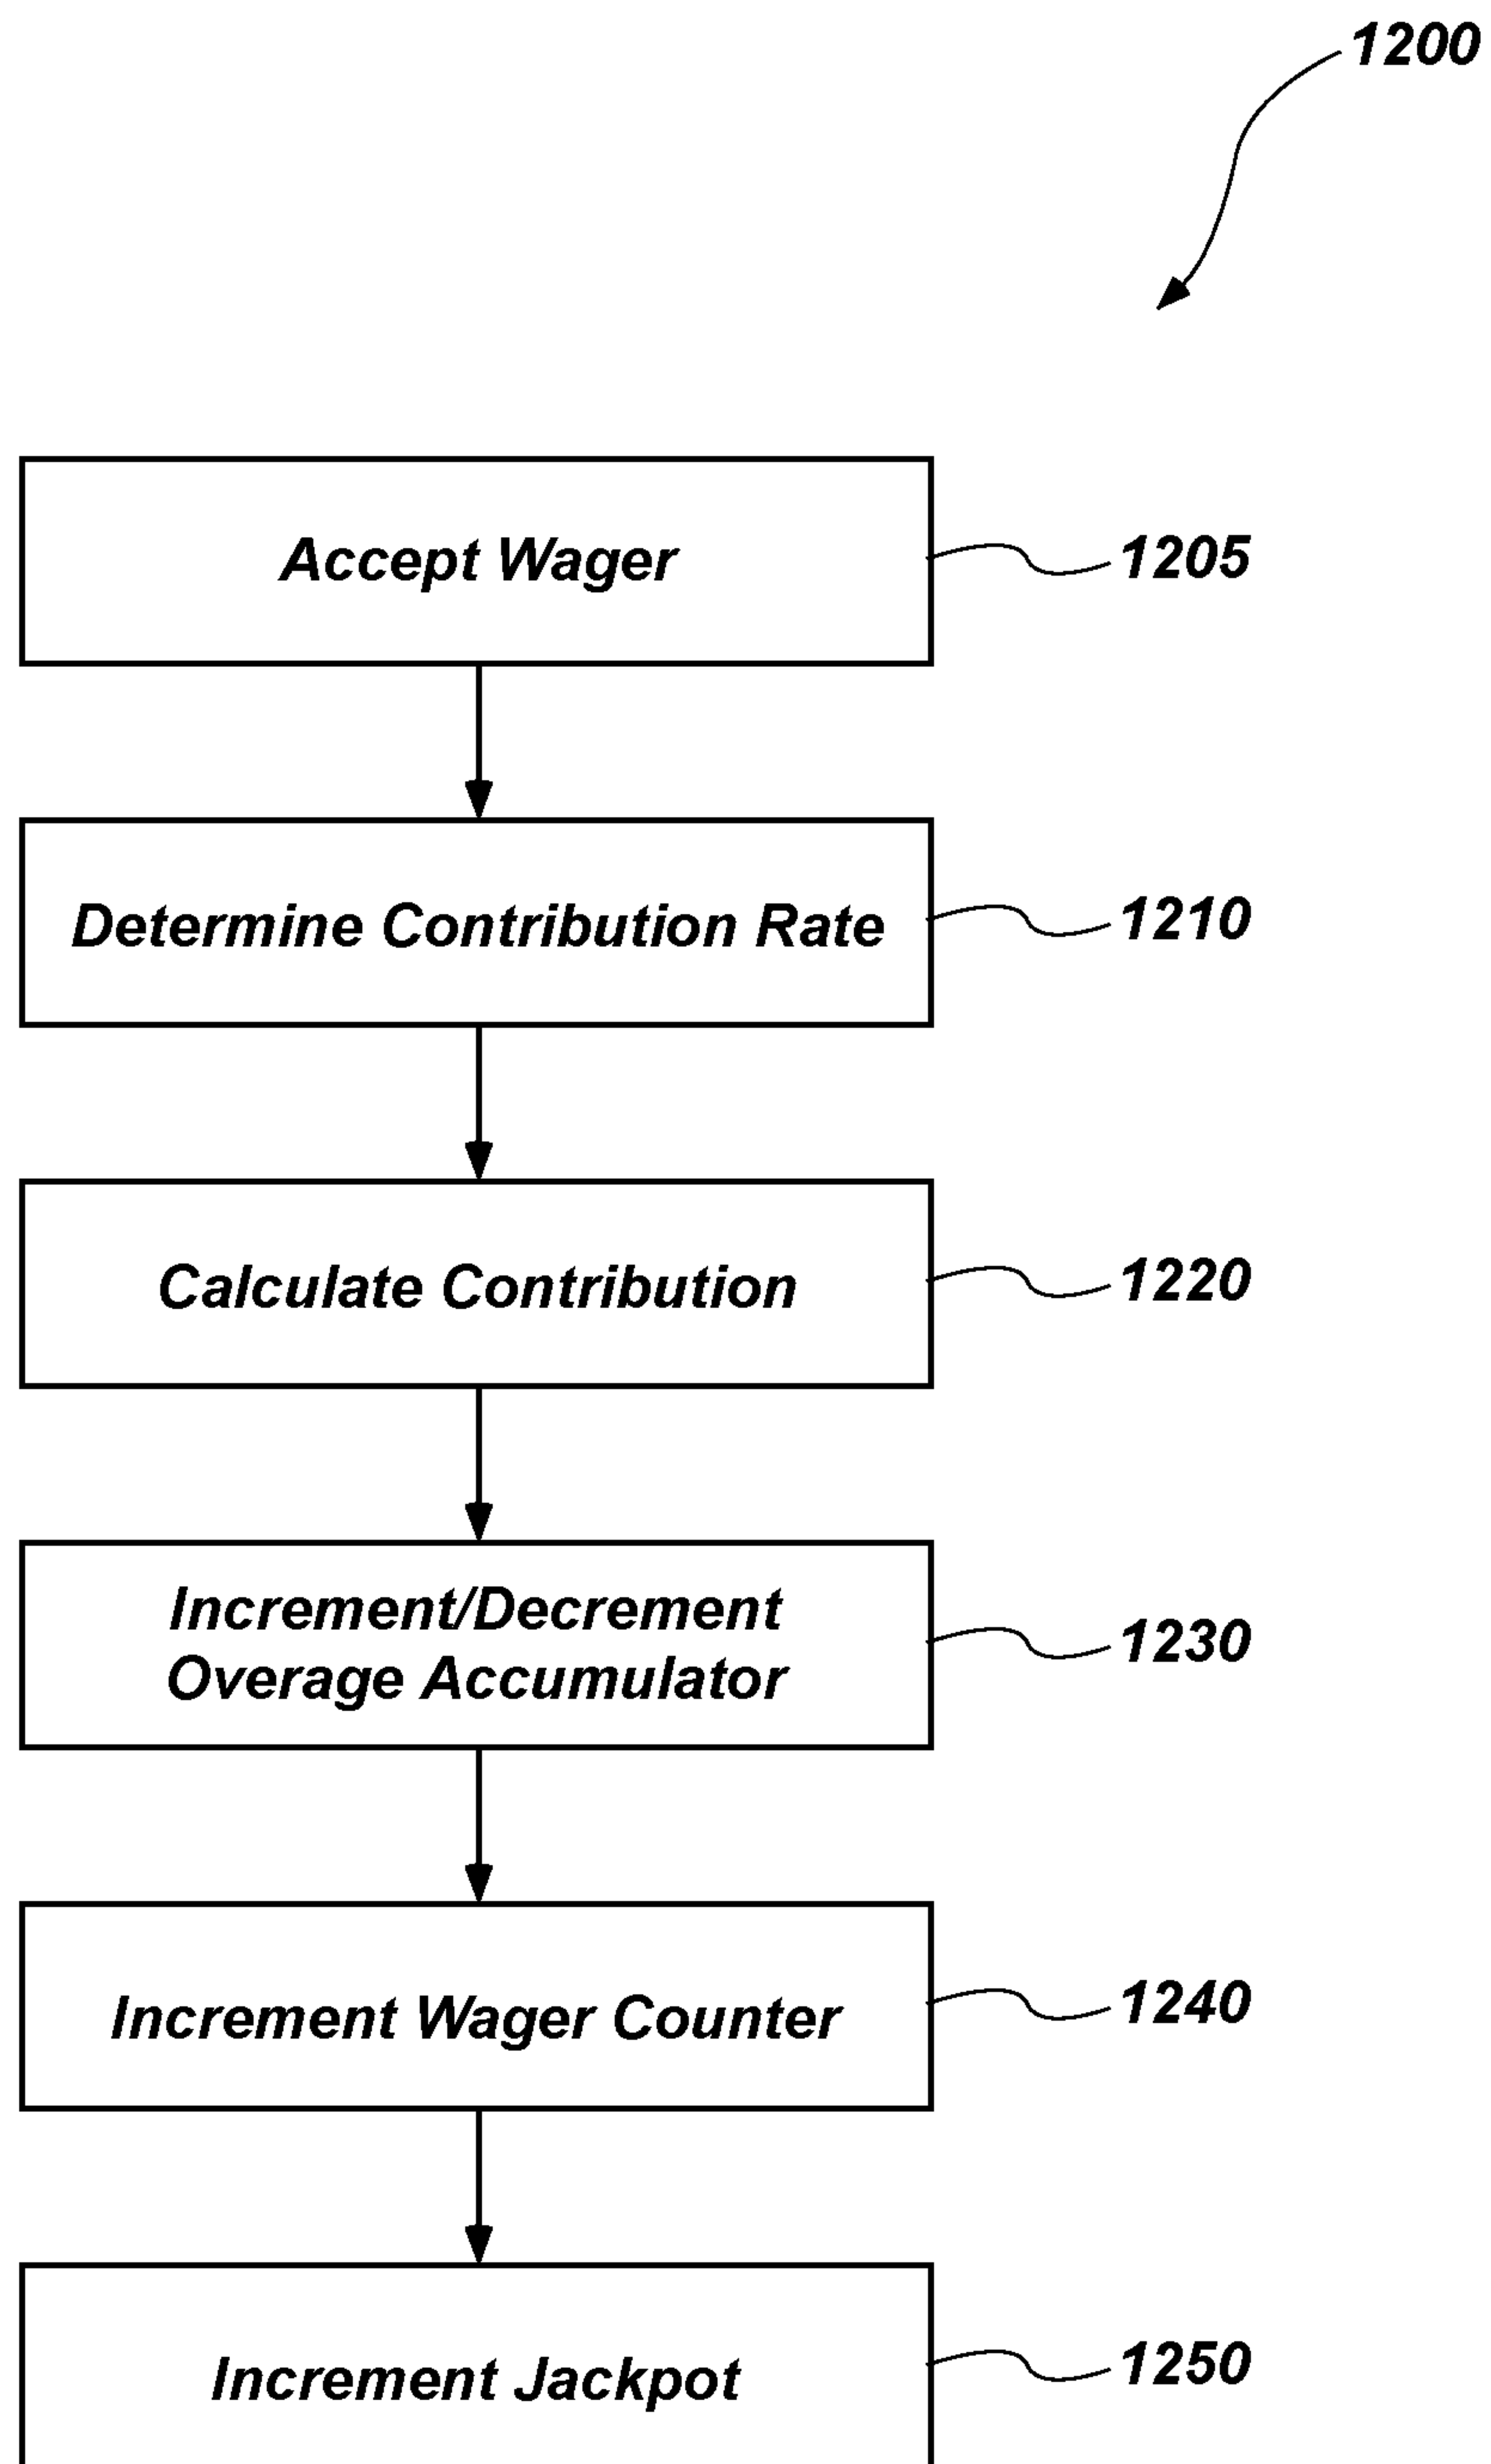 1200
Accept Wager
1205
Determine Contribution Rate
1210
Calculate Contribution
1220
Increment/Decrement
Overage Accumulator
1230
Increment Wager Counter
1240
Increment Jackpot
1250